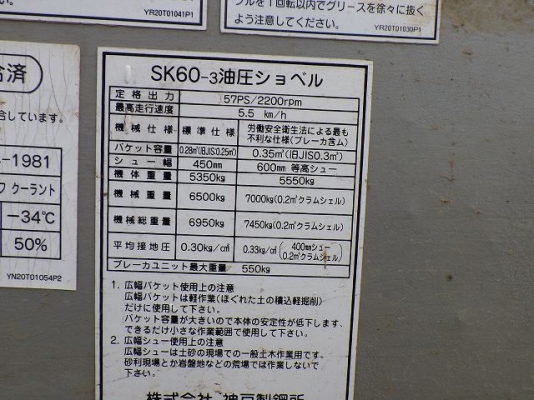 YR20T01041P1
ブルを1回転以内でグリースを徐々に抜く
よう注意してください。
YR20T01030P1
合済
合しています。
-1981
クーラント
-34℃
50%
YN20T01054P2
SK60-3油圧ショベル
定格出力 57PS/2200rpm
最高走行速度 5.5 km/h
機械仕様 標準仕様 労働安全衛生法による最も不利な仕様(ブレーカ含ム)
バケット容量 0.28㎥(旧JIS0.25㎥) 0.35㎥(旧JIS0.3㎥)
シュー幅 450㎜ 600㎜ 等高シュー
機体重量 5350kg 5550kg
機械重量 6500kg 7000kg(0.2㎥クラムシェル)
機械総重量 6950kg 7450kg(0.2㎥クラムシェル)
平均接地圧 0.30kg/㎠ 0.33kg/㎠ (400㎜シュー 0.2㎥クラムシェル)
ブレーカユニット最大重量 550kg
1. 広幅バケット使用上の注意
広幅バケットは軽作業(ほぐれた土の積込軽掘削)
だけに使用して下さい。
バケット容量が大きいので本体の安定性が低下します。
できるだけ小さな作業範囲で使用して下さい。
2. 広幅シュー使用上の注意
広幅シューは土砂の現場での一般土木作業用です。
砂利現場とか岩盤地などの荒場では作業しないで
下さい。
株式会社 神戸製鋼所